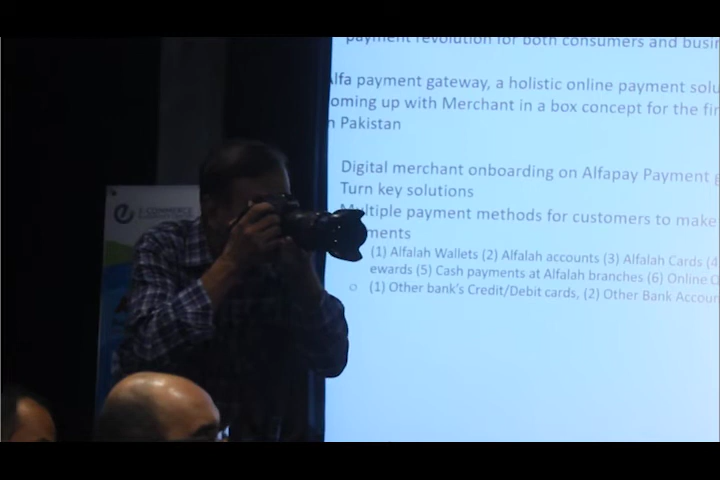 payment revolution for both consumers and busin
Alfa payment gateway, a holistic online payment solu
oming up with Merchant in a box concept for the fir
n Pakistan
Digital merchant onboarding on Alfapay Payment g
Turn key solutions
Multiple payment methods for customers to make
ments
(1) Alfalah Wallets (2) Alfalah accounts (3) Alfalah Cards (4
ewards (5) Cash payments at Alfalah branches (6) Online
(1) Other bank's Credit/Debit cards, (2) Other Bank Accoun
E-COMMERCE